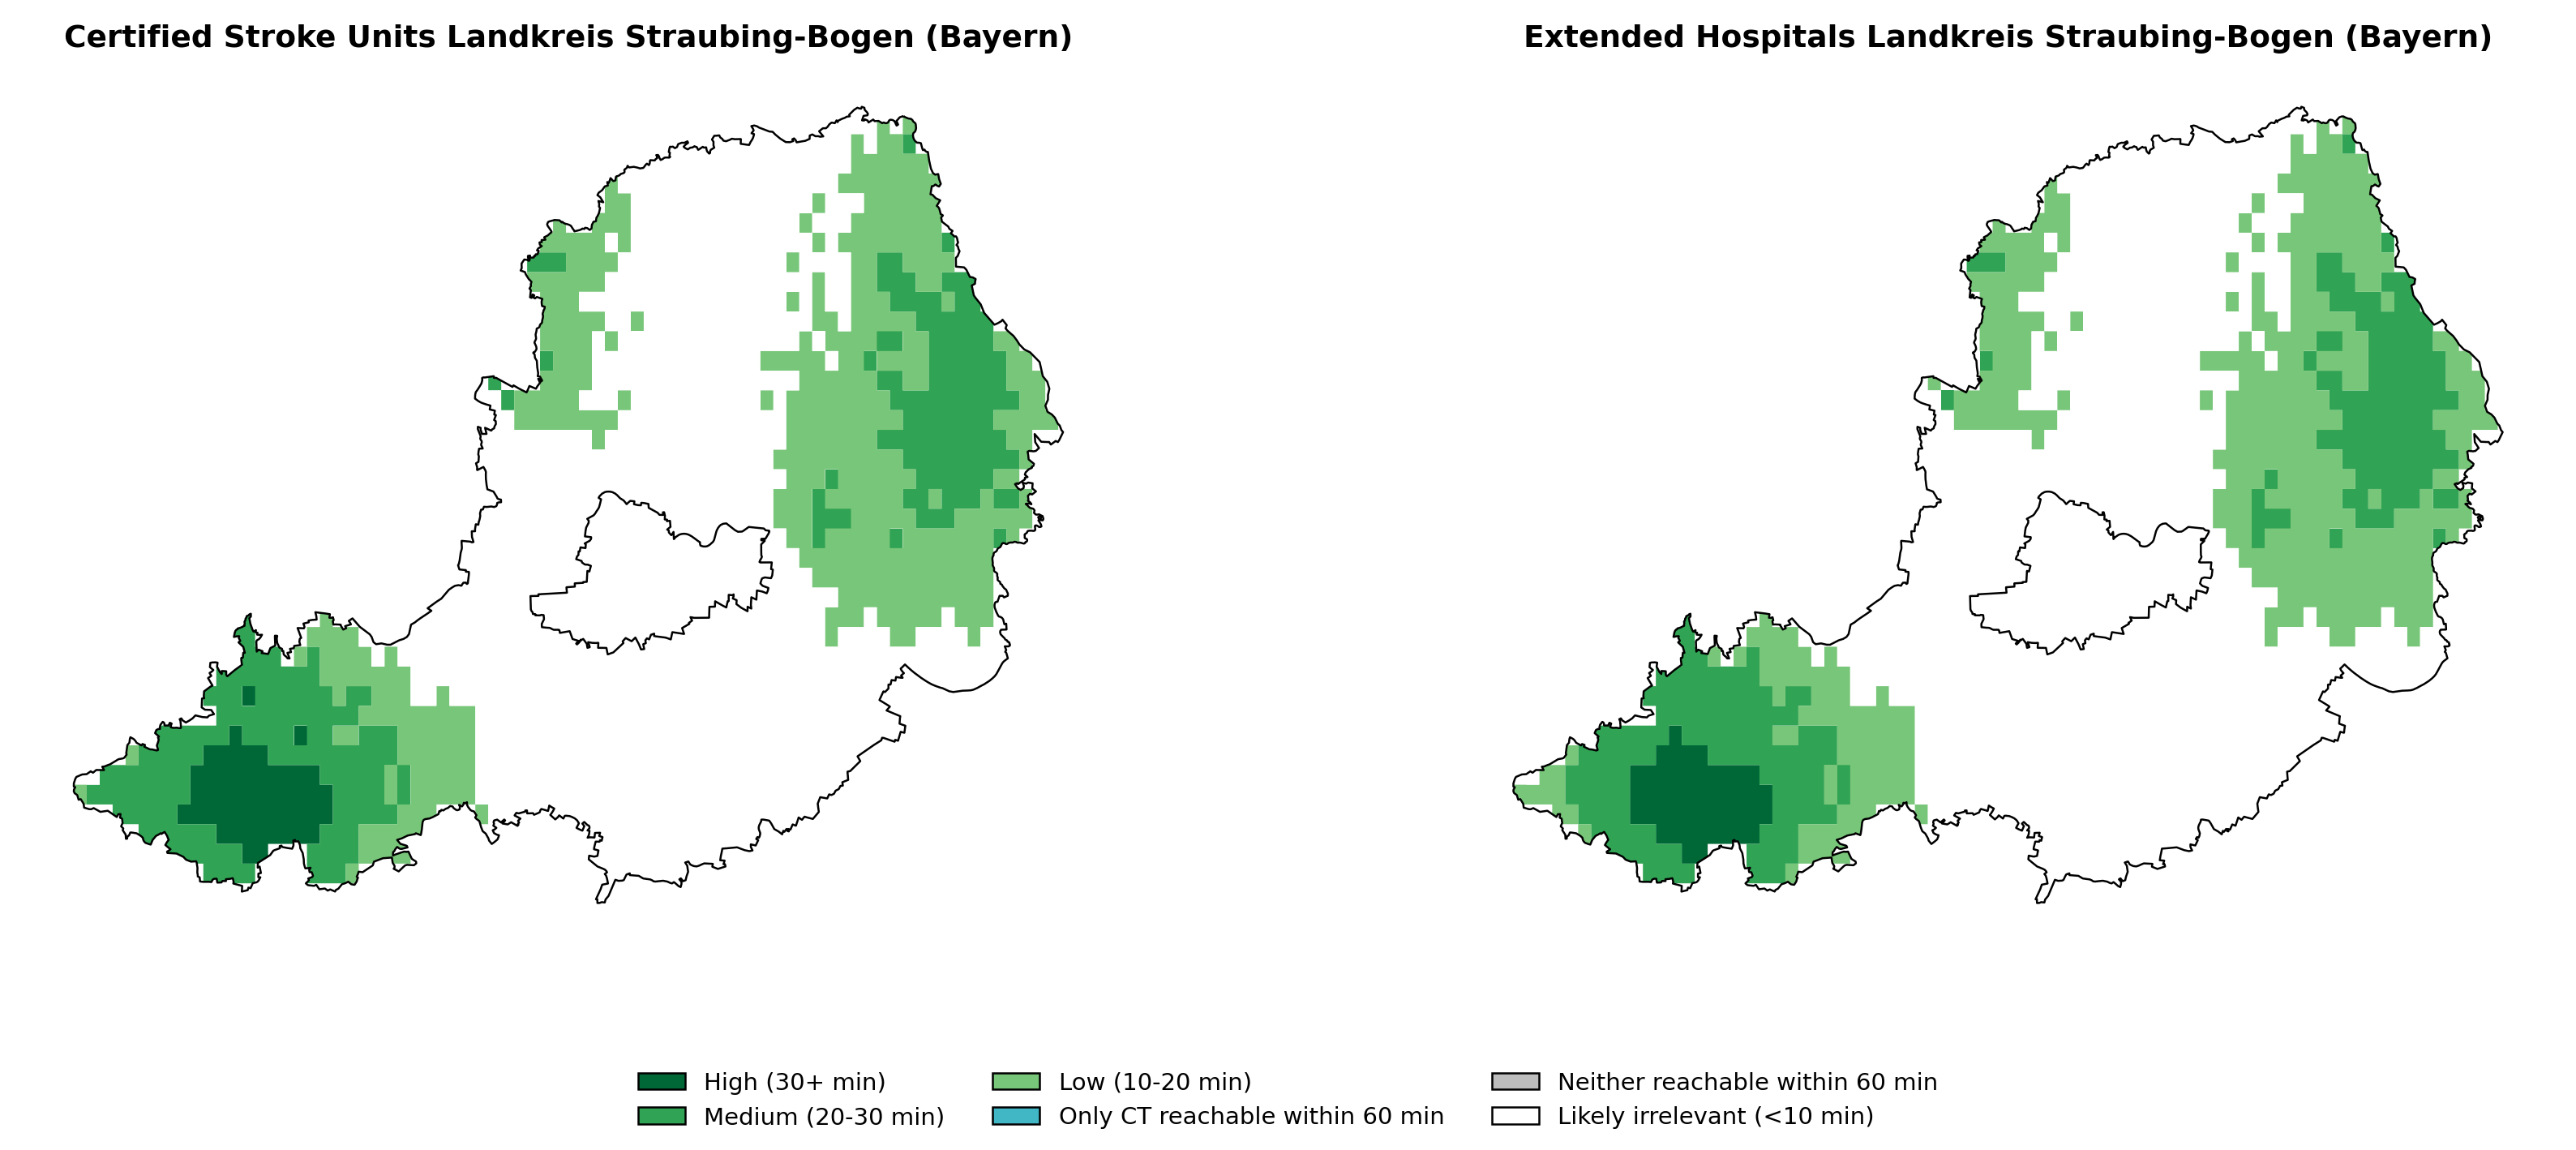 Certified Stroke Units Landkreis Straubing-Bogen (Bayern)
Extended Hospitals Landkreis Straubing-Bogen (Bayern)
High (30+ min)
Medium (20-30 min)
Low (10-20 min)
Only CT reachable within 60 min
Neither reachable within 60 min
Likely irrelevant (<10 min)